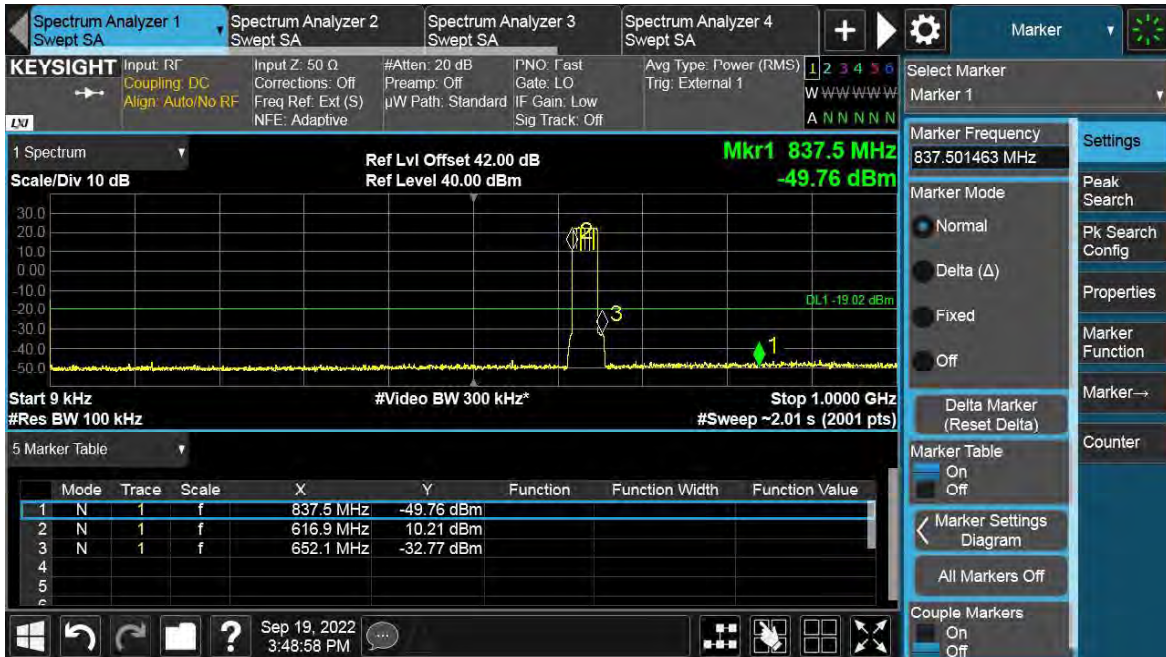 Spectrum Analyzer 1
Swept SA
Spectrum Analyzer 2
Swept SA
Spectrum Analyzer 3
Swept SA
Spectrum Analyzer 4
Swept SA
+
Marker
KEYSIGHT
LXI
Input: RF
Coupling: DC
Align: Auto/No RF
Input Z: 50 Ω
Corrections: Off
Freq Ref: Ext (S)
NFE: Adaptive
#Atten: 20 dB
Preamp: Off
µW Path: Standard
PNO: Fast
Gate: LO
IF Gain: Low
Sig Track: Off
Avg Type: Power (RMS)
Trig: External 1
1 2 3 4 5 6
W W W W W W
A N N N N N
Select Marker
Marker 1
1 Spectrum
Scale/Div 10 dB
Ref Lvl Offset 42.00 dB
Ref Level 40.00 dBm
Mkr1 837.5 MHz
-49.76 dBm
30.0
20.0
10.0
0.00
-10.0
-20.0
-30.0
-40.0
-50.0
2
3
1
DL1 -19.02 dBm
Start 9 kHz
#Res BW 100 kHz
#Video BW 300 kHz*
Stop 1.0000 GHz
#Sweep ~2.01 s (2001 pts)
5 Marker Table
Mode Trace Scale X Y Function Function Width Function Value
1 N 1 f 837.5 MHz -49.76 dBm
2 N 1 f 616.9 MHz 10.21 dBm
3 N 1 f 652.1 MHz -32.77 dBm
4
5
Marker Frequency
837.501463 MHz
Marker Mode
Normal
Delta (Δ)
Fixed
Off
Delta Marker
(Reset Delta)
Marker Table
On
Off
Marker Settings
Diagram
All Markers Off
Couple Markers
On
Off
Settings
Peak
Search
Pk Search
Config
Properties
Marker
Function
Marker→
Counter
?
Sep 19, 2022
3:48:58 PM